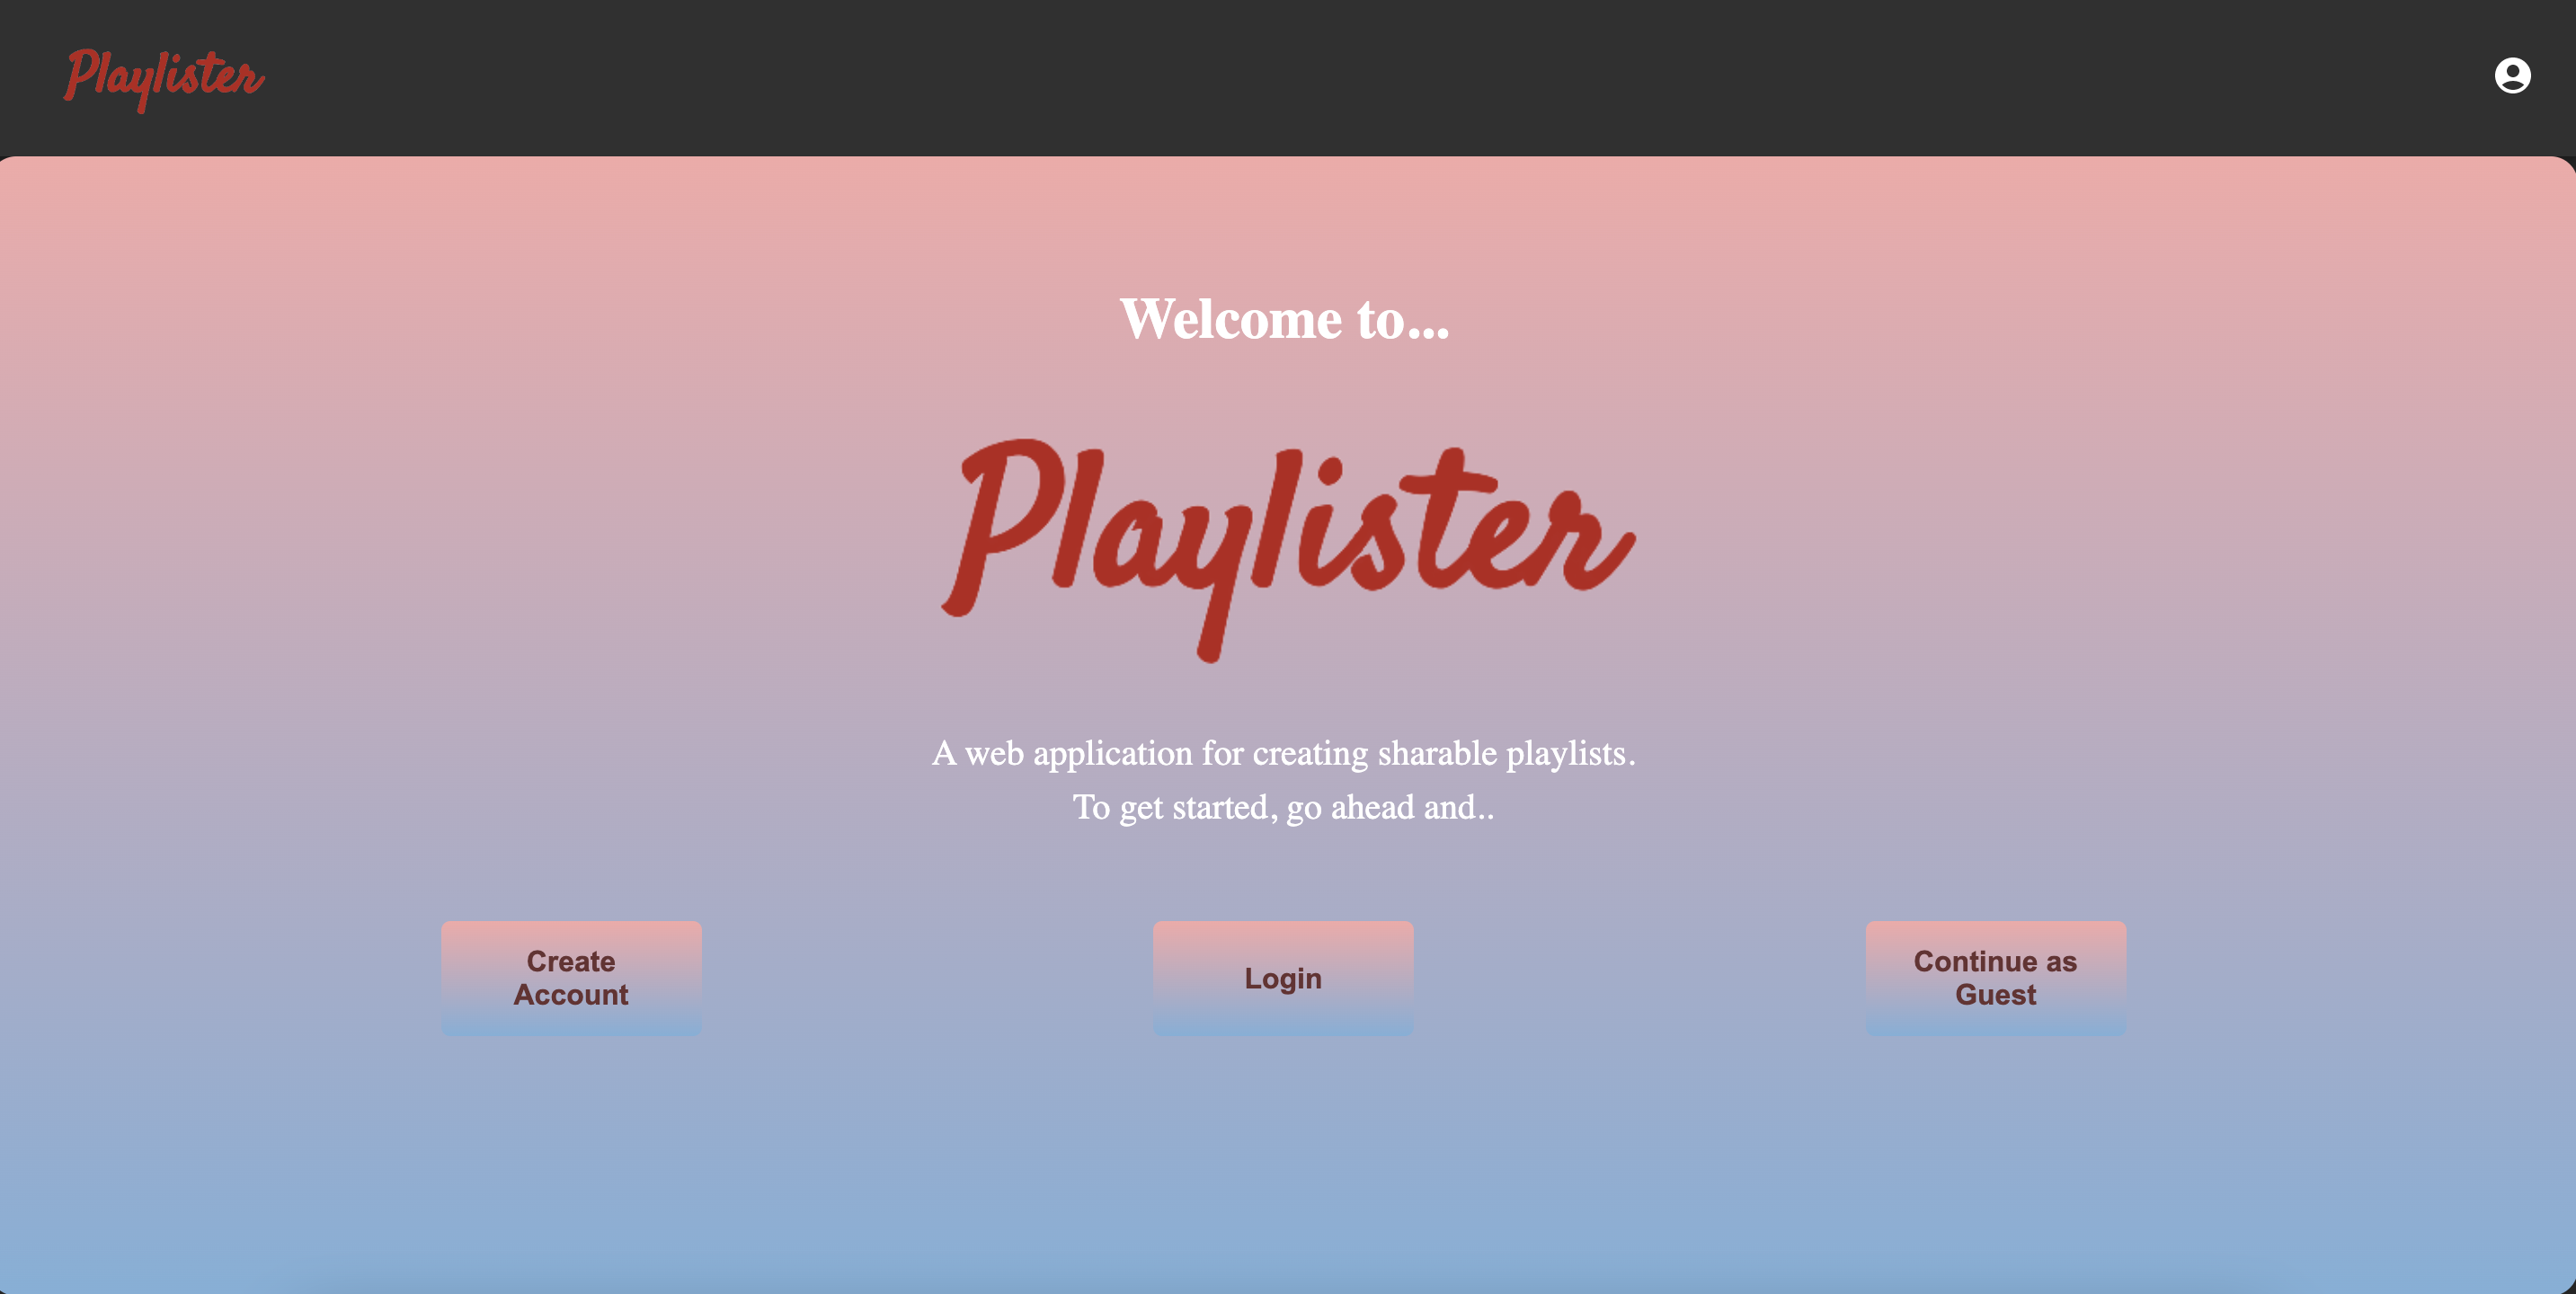 Playlister
Welcome to...
Playlister
A web application for creating sharable playlists.
To get started, go ahead and..
Create
Account
Login
Continue as
Guest